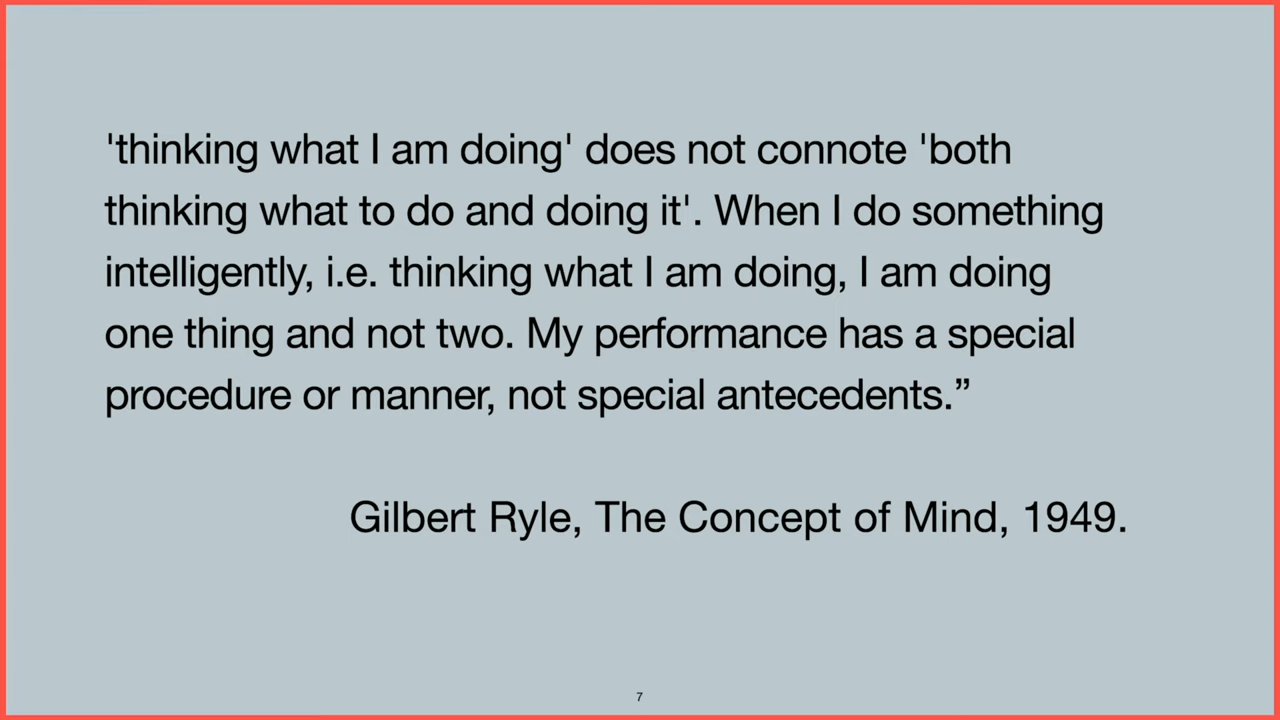 'thinking what I am doing' does not connote 'both
thinking what to do and doing it'. When I do something
intelligently, i.e. thinking what I am doing, I am doing
one thing and not two. My performance has a special
procedure or manner, not special antecedents.”
Gilbert Ryle, The Concept of Mind, 1949.
7